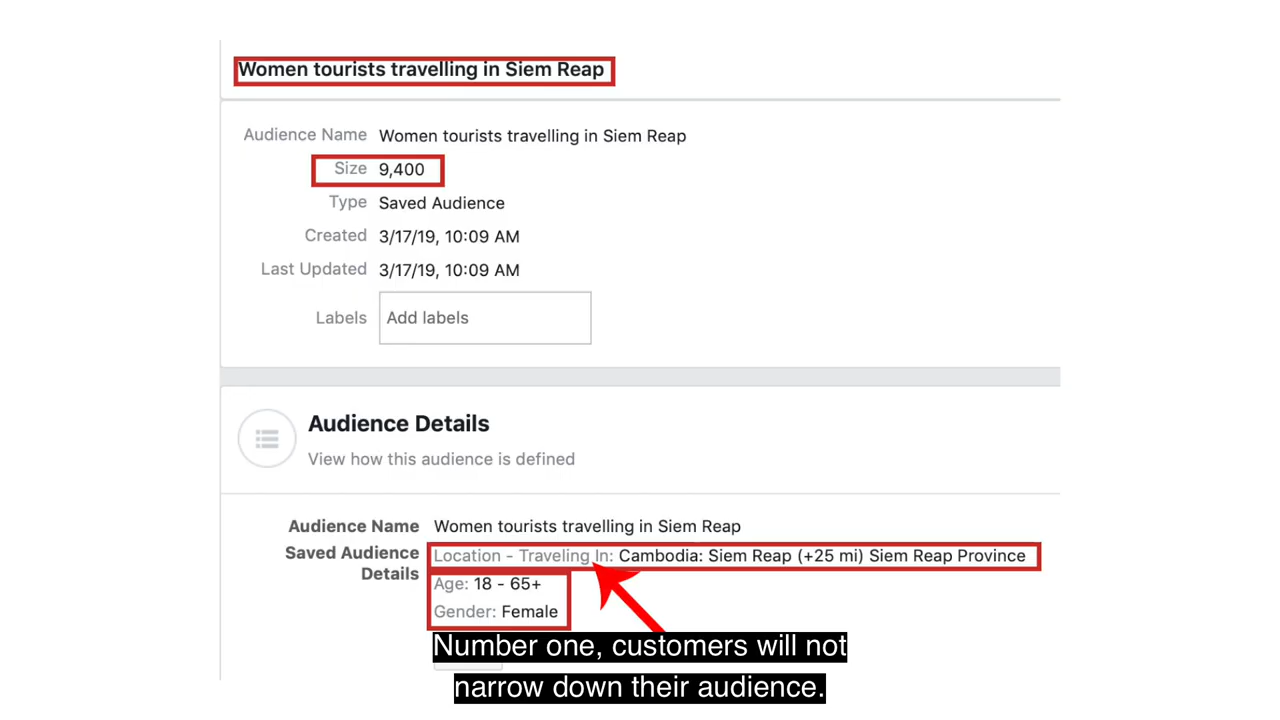 Women tourists travelling in Siem Reap
Audience Name Women tourists travelling in Siem Reap
Size 9,400
Type Saved Audience
Created 3/17/19, 10:09 AM
Last Updated 3/17/19, 10:09 AM
Labels Add labels
Audience Details
View how this audience is defined
Audience Name Women tourists travelling in Siem Reap
Saved Audience Details Location - Traveling In: Cambodia: Siem Reap (+25 mi) Siem Reap Province
Age: 18 - 65+
Gender: Female
Number one, customers will not
narrow down their audience.